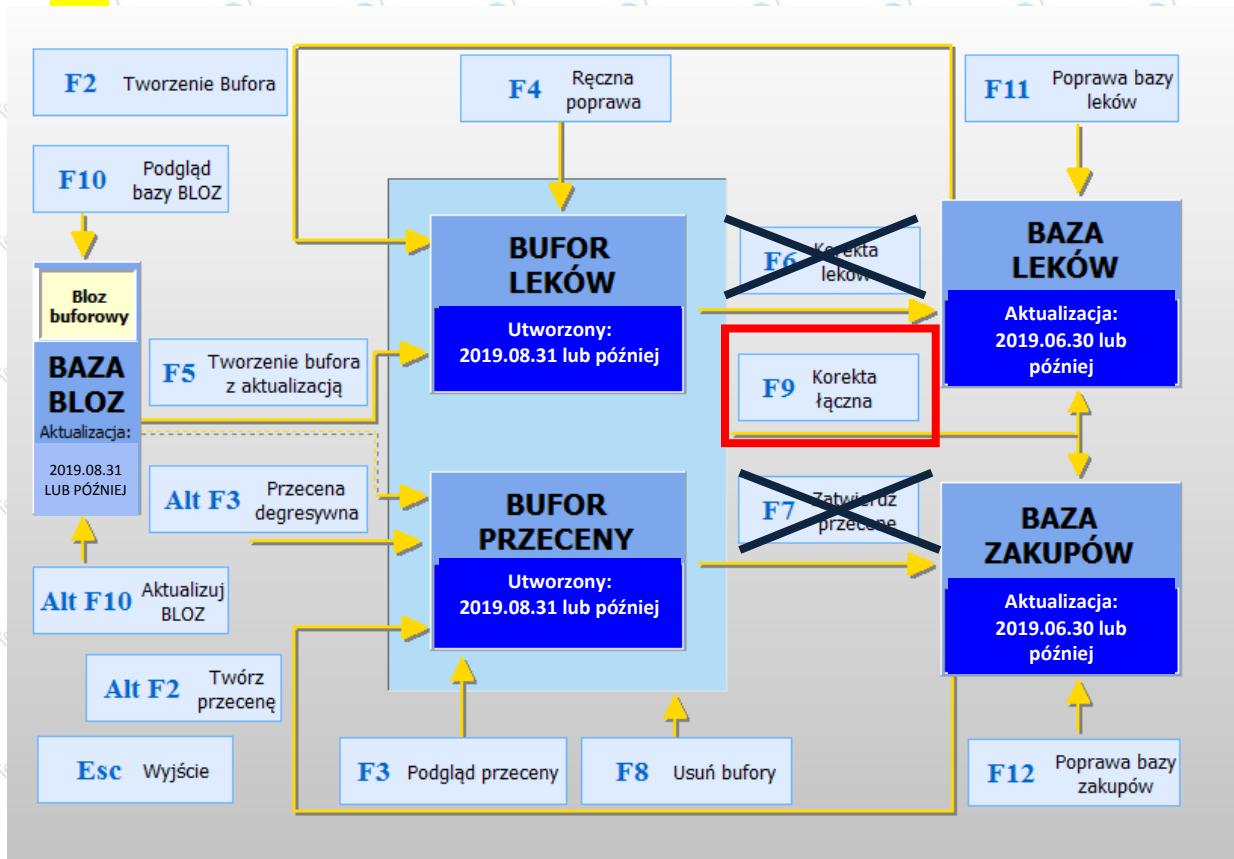 F2 Tworzenie Bufora
F4 Ręczna
poprawa
F11 Poprawa bazy
leków
F10 Podgląd
bazy BLOZ
Bloz
buforowy
BAZA
BLOZ
Aktualizacja:
2019.08.31
LUB PÓŹNIEJ
BUFOR
LEKÓW
Utworzony:
2019.08.31 lub później
F6 Korekta
leków
BAZA
LEKÓW
Aktualizacja:
2019.06.30 lub
później
F5 Tworzenie bufora
z aktualizacją
F9 Korekta
łączna
Alt F3 Przecena
degresywna
BUFOR
PRZECENY
Utworzony:
2019.08.31 lub później
F7 Zatwierdź
przecenę
BAZA
ZAKUPÓW
Aktualizacja:
2019.06.30 lub
później
Alt F10 Aktualizuj
BLOZ
Alt F2 Twórz
przecenę
Esc Wyjście
F3 Podgląd przeceny
F8 Usuń bufory
F12 Poprawa bazy
zakupów